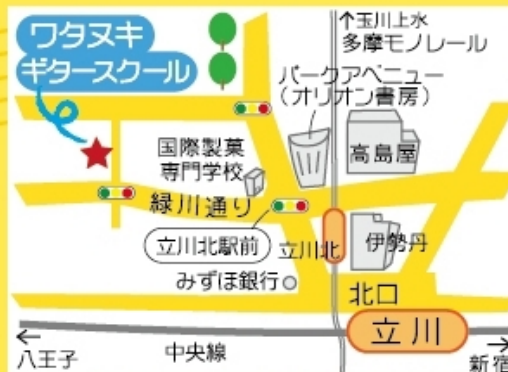 ワタヌキ
ギタースクール
↑玉川上水
多摩モノレール
パークアベニュー
(オリオン書房)
高島屋
国際製菓
専門学校
緑川通り
立川北駅前
立川北
伊勢丹
みずほ銀行
北口
立川
←
八王子
中央線
→
新宿